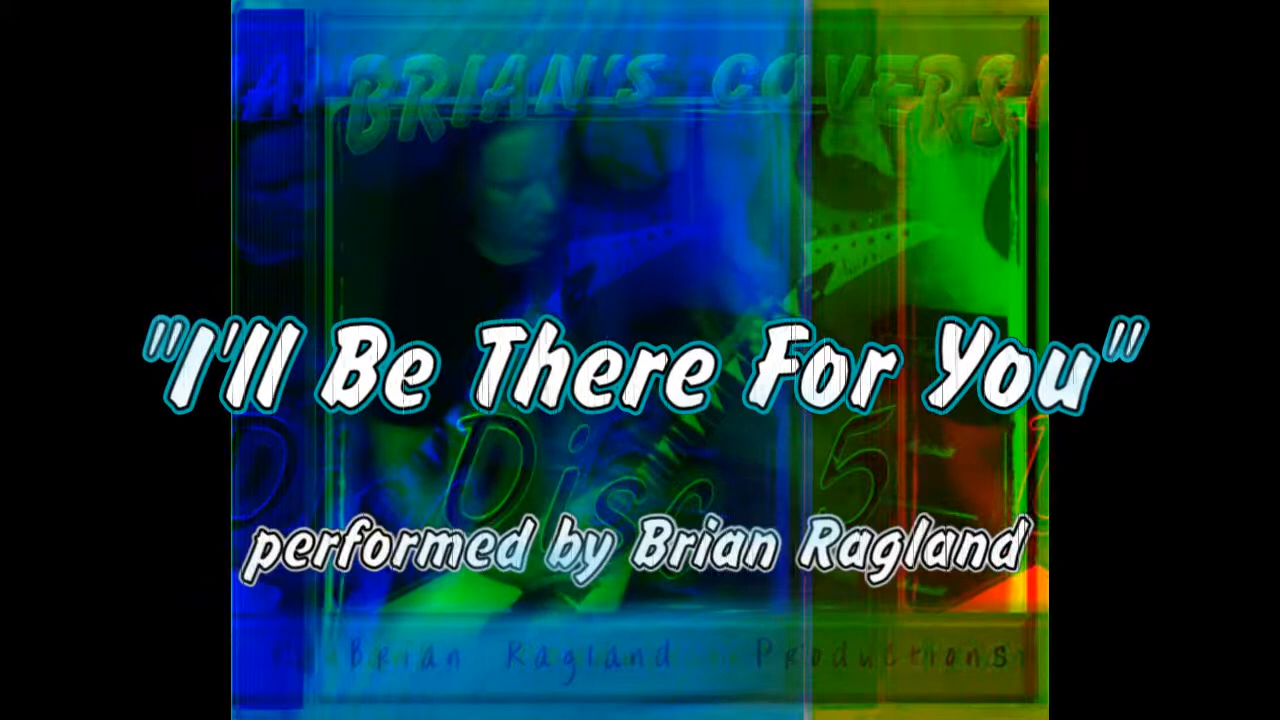 BRIAN'S COVERS
"I'll Be There For You"
Disc 5
performed by Brian Ragland
Brian Ragland Productions